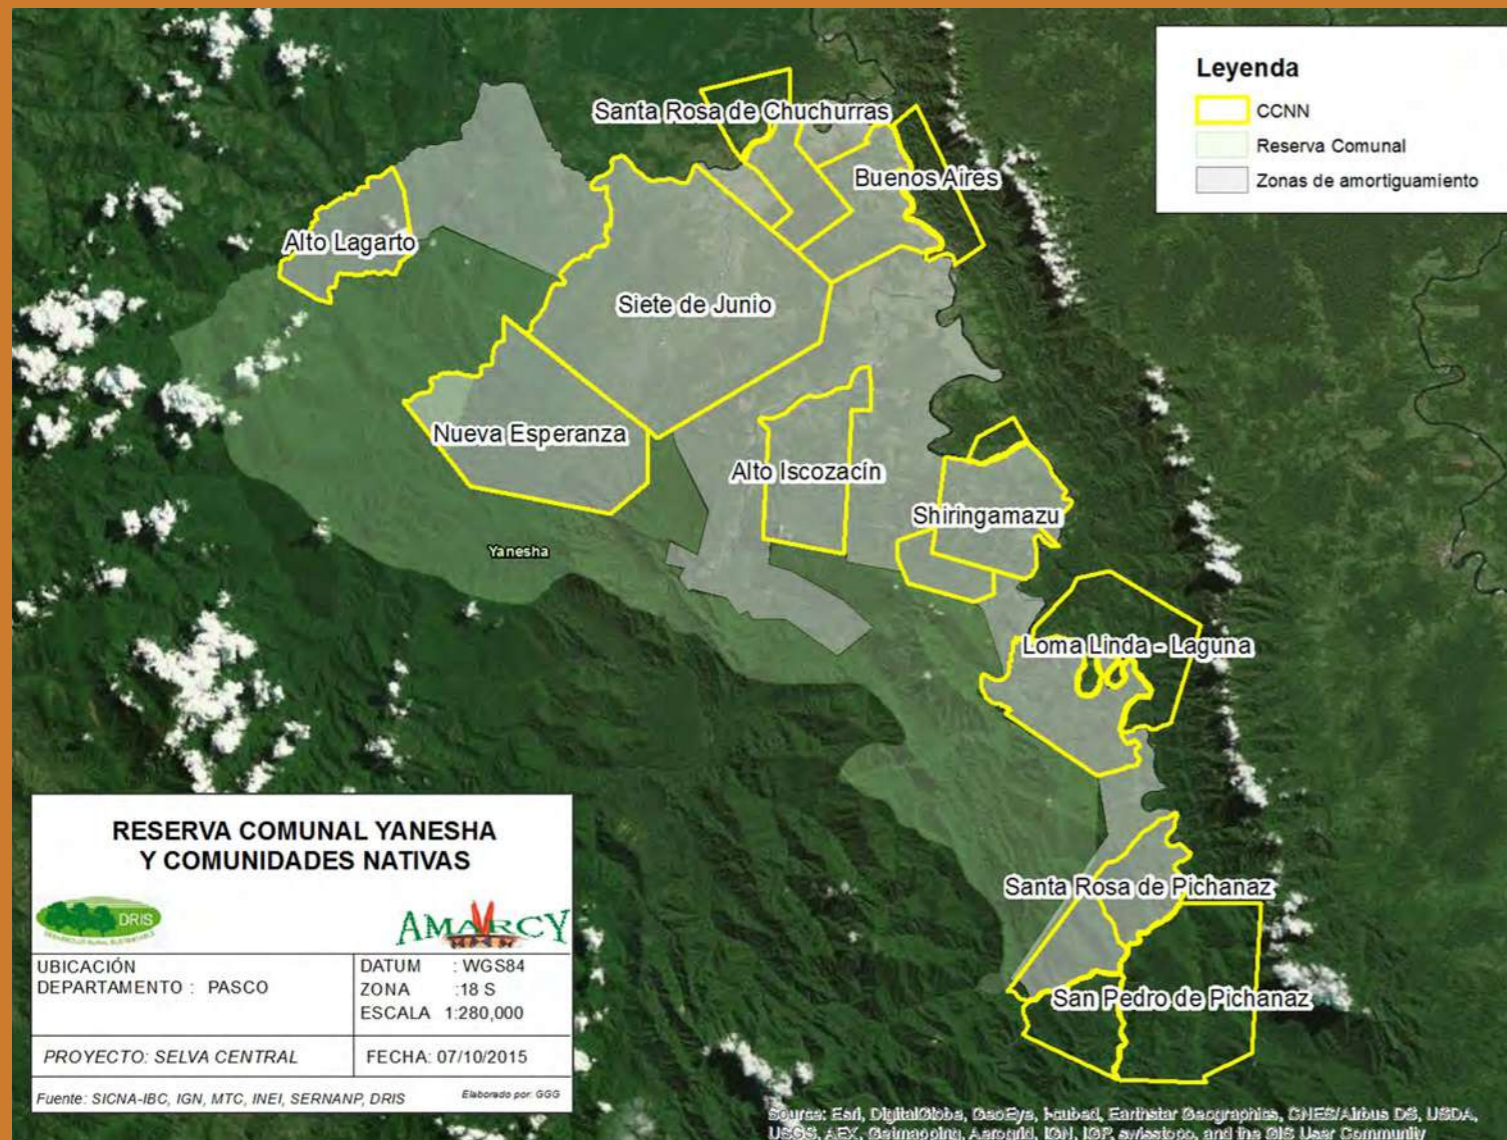 Leyenda
CCNN
Reserva Comunal
Zonas de amortiguamiento
Santa Rosa de Chuchurras
Buenos Aires
Alto Lagarto
Siete de Junio
Nueva Esperanza
Alto Iscozacín
Shiringamazu
Yanesha
Loma Linda - Laguna
Santa Rosa de Pichanaz
San Pedro de Pichanaz
RESERVA COMUNAL YANESHA
Y COMUNIDADES NATIVAS
DRIS
DESARROLLO RURAL SUSTENTABLE
AMARCY
UBICACIÓN
DEPARTAMENTO : PASCO
DATUM : WGS84
ZONA :18 S
ESCALA 1:280,000
PROYECTO: SELVA CENTRAL
FECHA: 07/10/2015
Fuente: SICNA-IBC, IGN, MTC, INEI, SERNANP, DRIS
Elaborado por: GGG
Source: Esri, DigitalGlobe, GeoEye, i-cubed, Earthstar Geographics, CNES/Airbus DS, USDA,
USGS, AEX, Getmapping, Aerogrid, IGN, IGP, swisstopo, and the GIS User Community